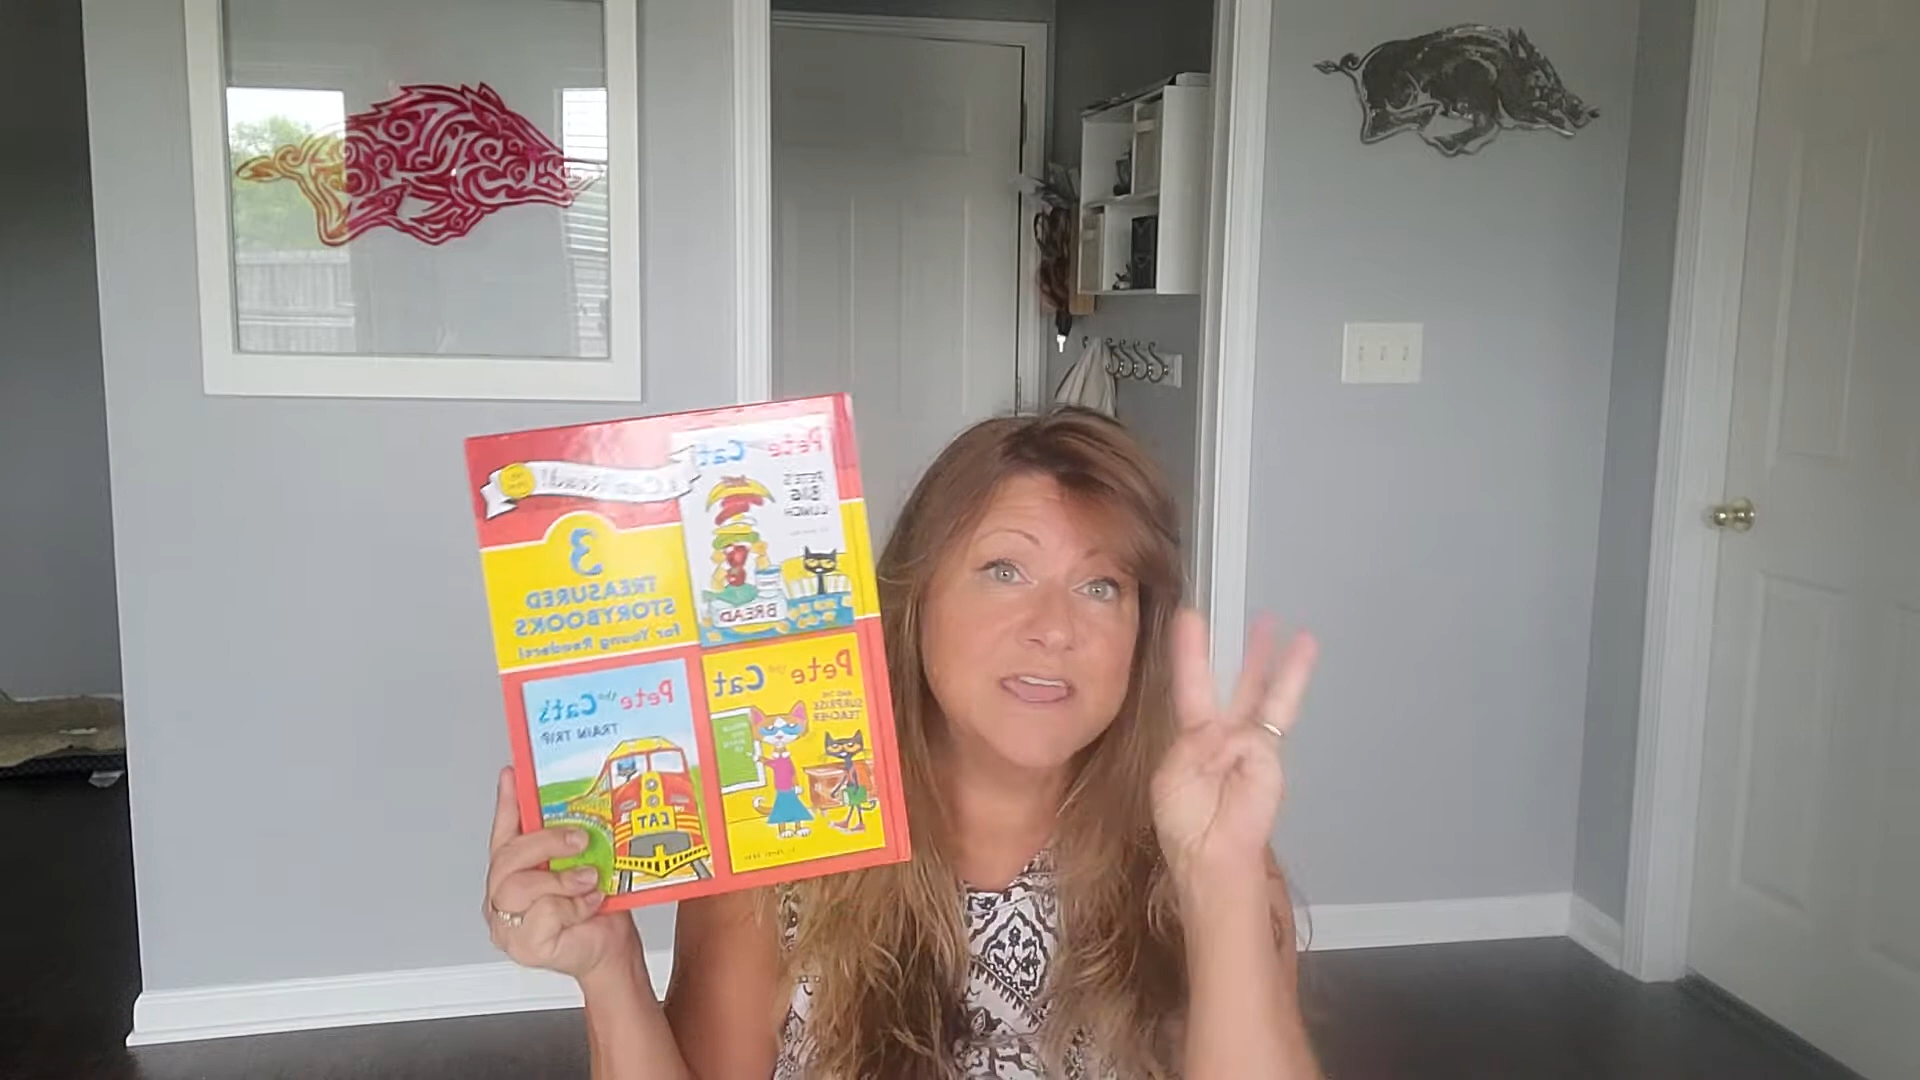 I Can Read!
3
TREASURED
STORYBOOKS
for Young Readers!
Pete the Cat
PETE'S
BIG
LUNCH
BREAD
Pete the Cat's
TRAIN TRIP
CAT
Pete the Cat
AND THE
SURPRISE
TEACHER